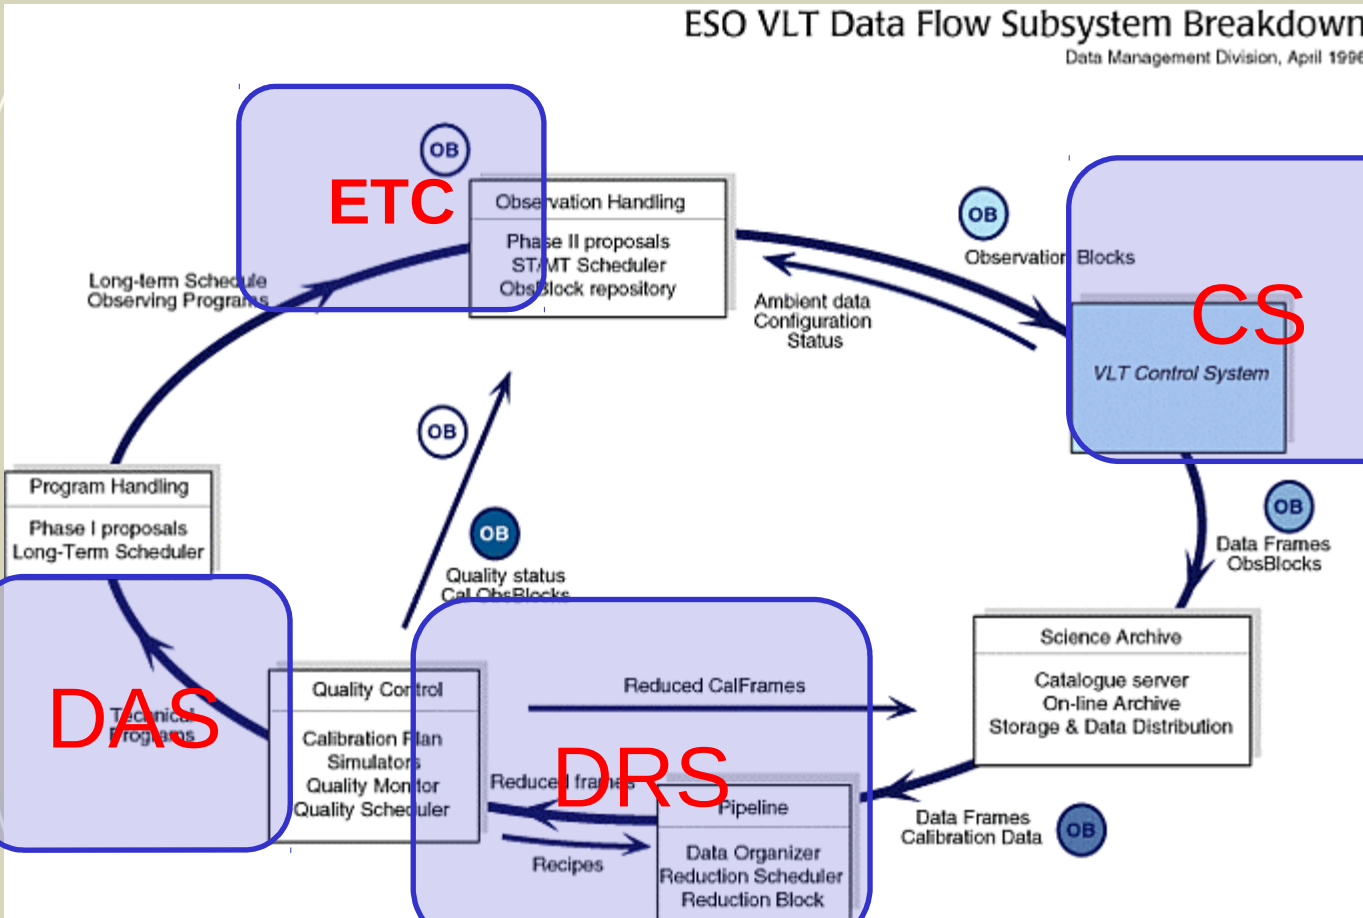 ESO VLT Data Flow Subsystem Breakdown
Data Management Division, April 1996
OB
ETC
Observation Handling
Phase II proposals
ST/MT Scheduler
ObsBlock repository
OB
Observation Blocks
Long-term Schedule
Observing Programs
Ambient data
Configuration
Status
CS
VLT Control System
OB
Program Handling
Phase I proposals
Long-Term Scheduler
OB
Quality status
Cal ObsBlocks
OB
Data Frames
ObsBlocks
Science Archive
Catalogue server
On-line Archive
Storage & Data Distribution
DAS
Technical
Programs
Quality Control
Calibration Plan
Simulators
Quality Monitor
Quality Scheduler
Reduced CalFrames
DRS
Reduced frames
Recipes
Pipeline
Data Organizer
Reduction Scheduler
Reduction Block
Data Frames
Calibration Data
OB